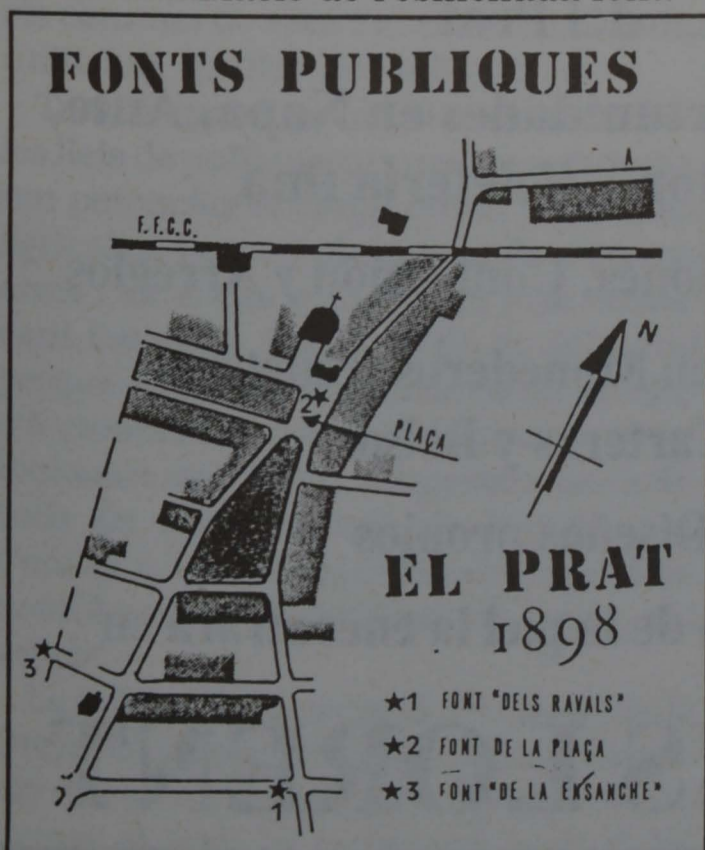 FONTS PUBLIQUES
A
F.F.C.C.
N
2
PLAÇA
EL PRAT
1898
3
★1 FONT "DELS RAVALS"
★2 FONT DE LA PLAÇA
★3 FONT "DE LA ENSANCHE"
1